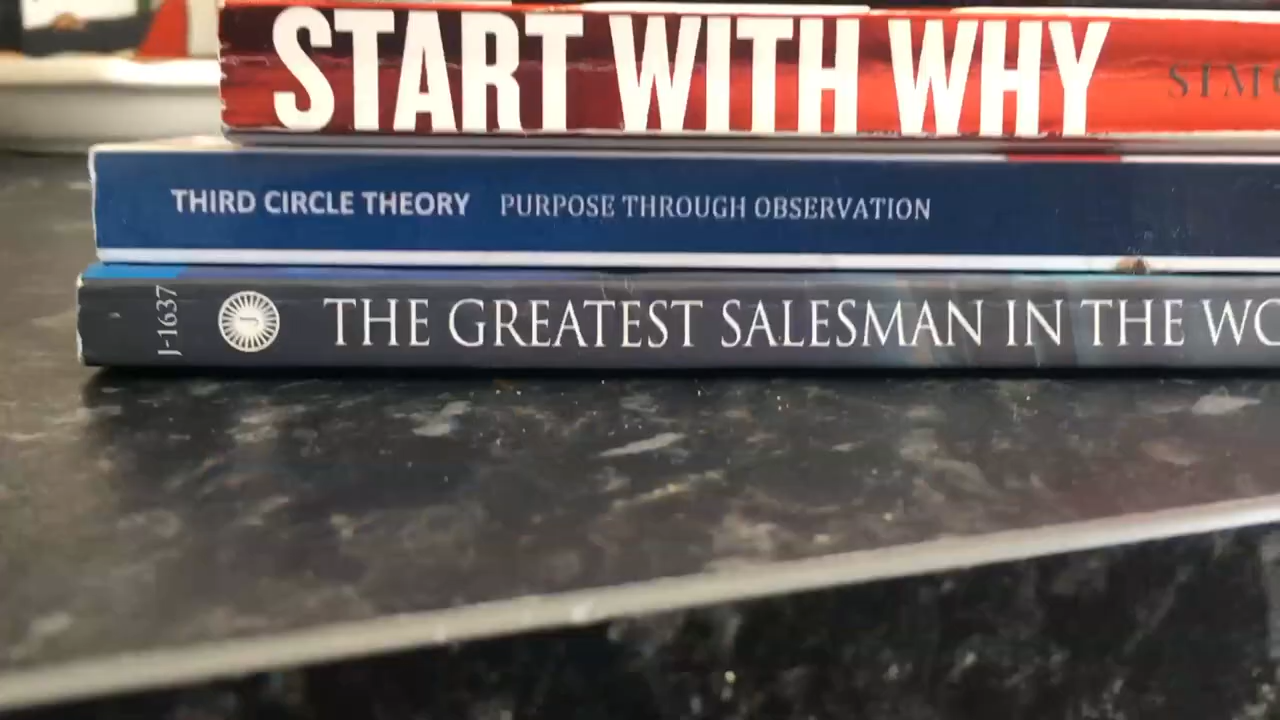 START WITH WHY
THIRD CIRCLE THEORY PURPOSE THROUGH OBSERVATION
J-1637 THE GREATEST SALESMAN IN THE